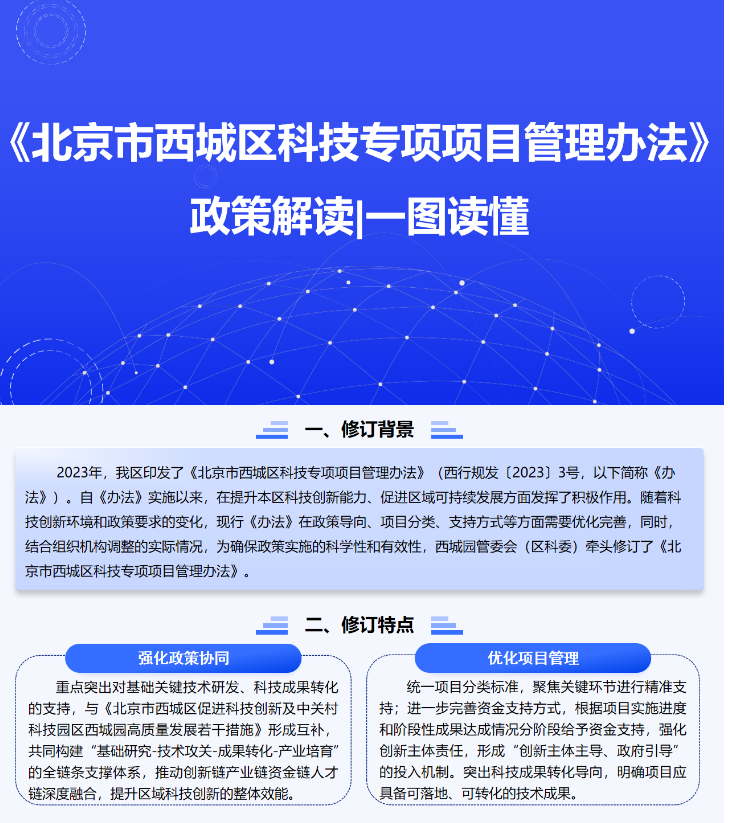 《北京市西城区科技专项项目管理办法》
政策解读|一图读懂
一、修订背景
2023年，我区印发了《北京市西城区科技专项项目管理办法》（西行规发〔2023〕3号，以下简称《办
法》）。自《办法》实施以来，在提升本区科技创新能力、促进区域可持续发展方面发挥了积极作用。随着科
技创新环境和政策要求的变化，现行《办法》在政策导向、项目分类、支持方式等方面需要优化完善，同时，
结合组织机构调整的实际情况，为确保政策实施的科学性和有效性，西城园管委会（区科委）牵头修订了《北
京市西城区科技专项项目管理办法》。
二、修订特点
强化政策协同
重点突出对基础关键技术研发、科技成果转化
的支持，与《北京市西城区促进科技创新及中关村
科技园区西城园高质量发展若干措施》形成互补，
共同构建“基础研究-技术攻关-成果转化-产业培育”
的全链条支撑体系，推动创新链产业链资金链人才
链深度融合，提升区域科技创新的整体效能。
优化项目管理
统一项目分类标准，聚焦关键环节进行精准支
持；进一步完善资金支持方式，根据项目实施进度
和阶段性成果达成情况分阶段给予资金支持，强化
创新主体责任，形成“创新主体主导、政府引导”
的投入机制。突出科技成果转化导向，明确项目应
具备可落地、可转化的技术成果。